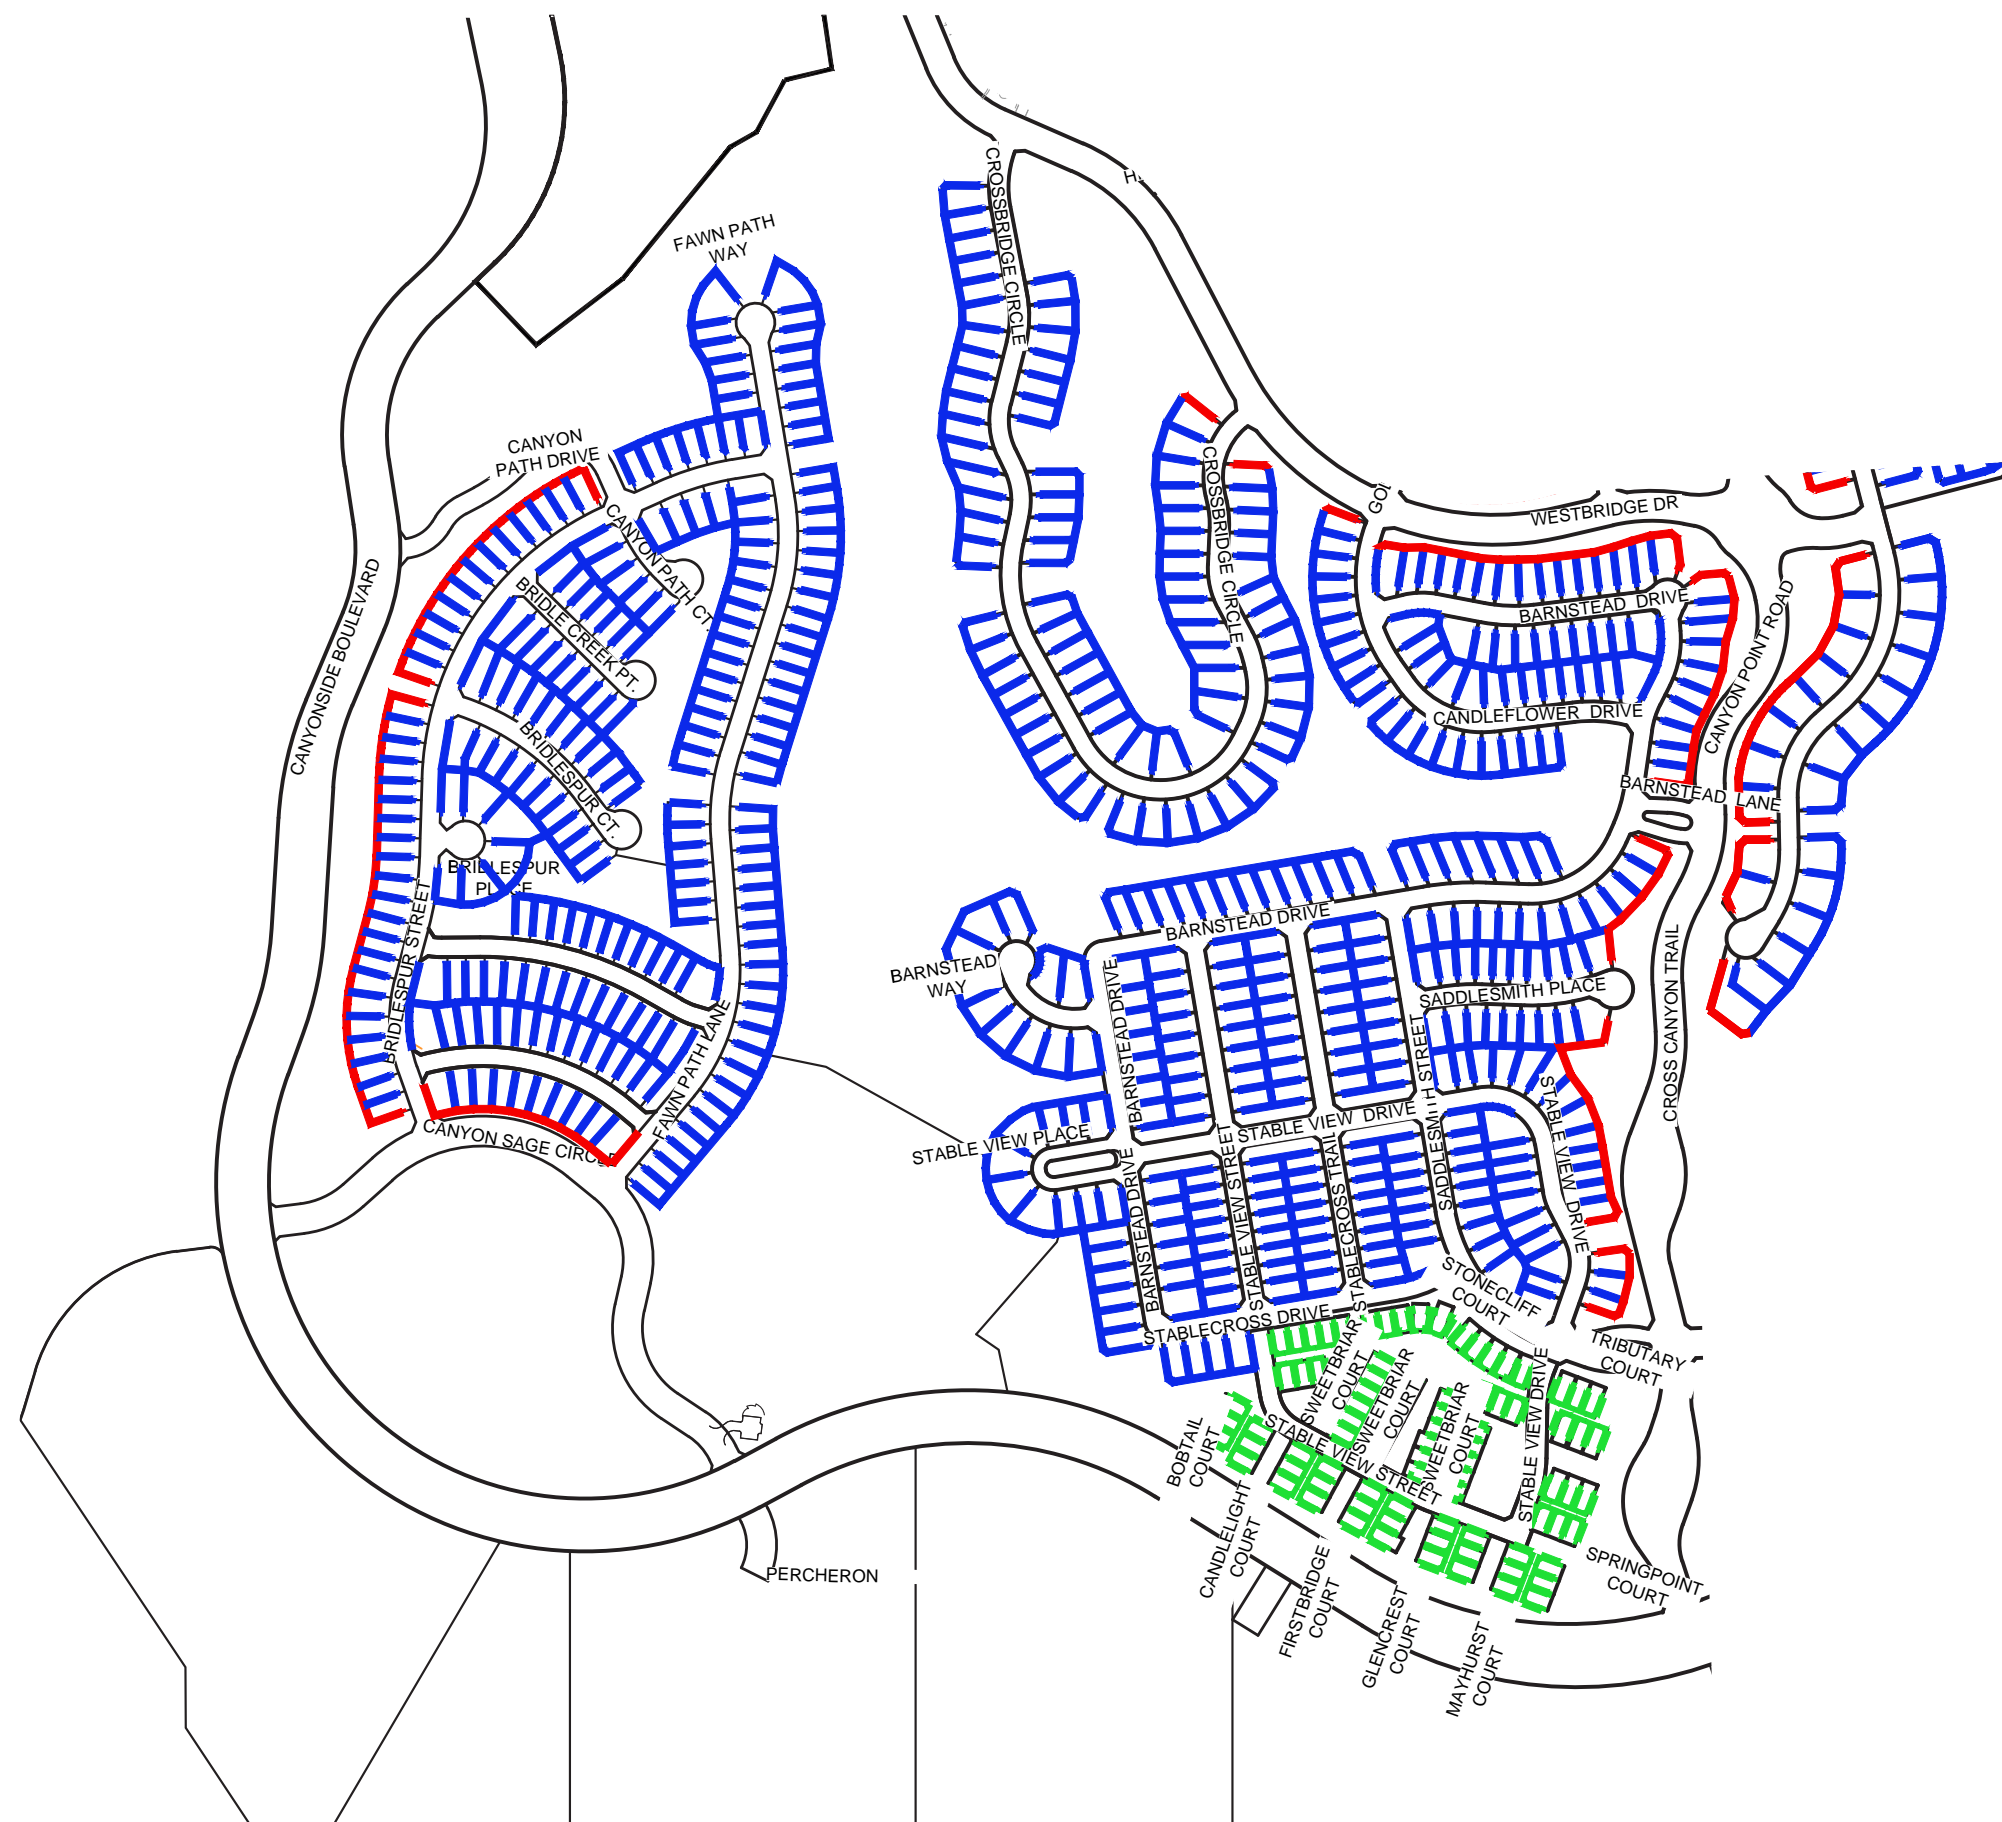 CROSSBRIDGE CIRCLE
FAWN PATH
WAY
CANYON
PATH DRIVE
CROSSBRIDGE CIRCLE
WESTBRIDGE DR
CANYON PATH CT.
BRIDLE CREEK PT.
BARNSTEAD DRIVE
CANYON POINT ROAD
CANYONSIDE BOULEVARD
CANDLEFLOWER DRIVE
BRIDLESPUR CT.
BARNSTEAD LANE
BRIDLESPUR
PLACE
BRIDLESPUR STREET
BARNSTEAD DRIVE
BARNSTEAD
WAY
BARNSTEAD DRIVE
SADDLESMITH PLACE
CROSS CANYON TRAIL
FAWN PATH LANE
SADDLESMITH STREET
STABLE VIEW DRIVE
STABLE VIEW DRIVE
CANYON SAGE CIRCLE
STABLE VIEW PLACE
BARNSTEAD DRIVE
STABLE VIEW STREET
STABLECROSS TRAIL
STONECLIFF
COURT
STABLECROSS DRIVE
TRIBUTARY
COURT
SWEETBRIAR
COURT
SWEETBRIAR
COURT
SWEETBRIAR
COURT
STABLE VIEW DRIVE
BOBTAIL
COURT
STABLE VIEW STREET
CANDLELIGHT
COURT
FIRSTBRIDGE
COURT
GLENCREST
COURT
MAYHURST
COURT
SPRINGPOINT
COURT
PERCHERON